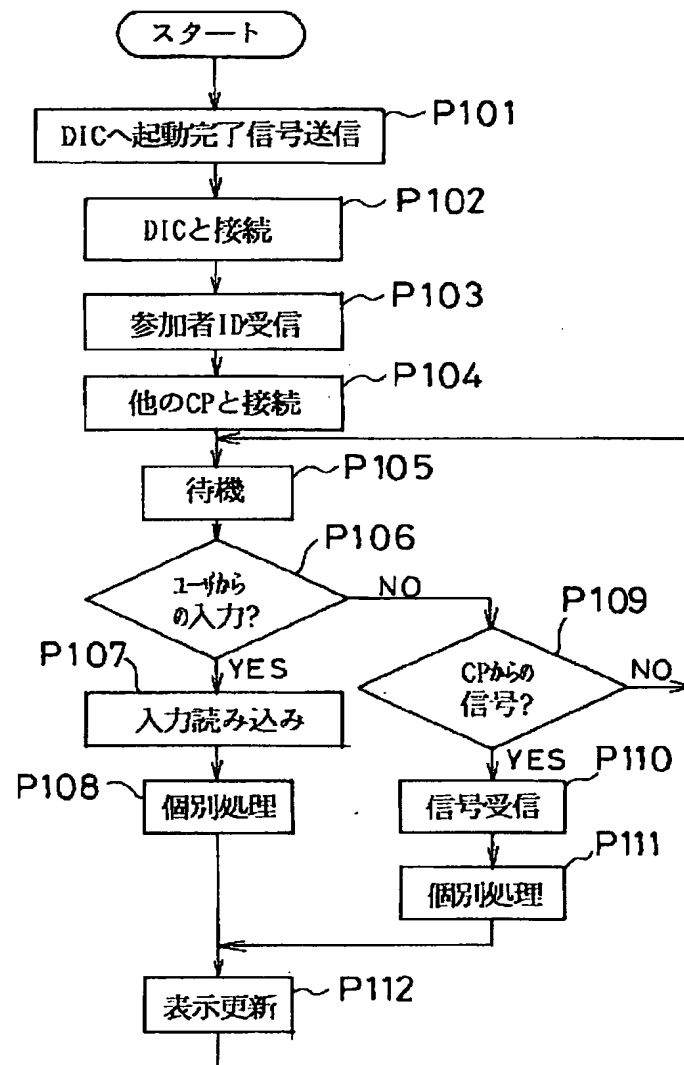 スタート
P101
DICへ起動完了信号送信
P102
DICと接続
P103
参加者ID受信
P104
他のCPと接続
P105
待機
P106
ユーザから
の入力?
NO
P109
CPからの
信号?
NO
P107
YES
入力読み込み
YES
P110
信号受信
P108
個別処理
P111
個別処理
P112
表示更新